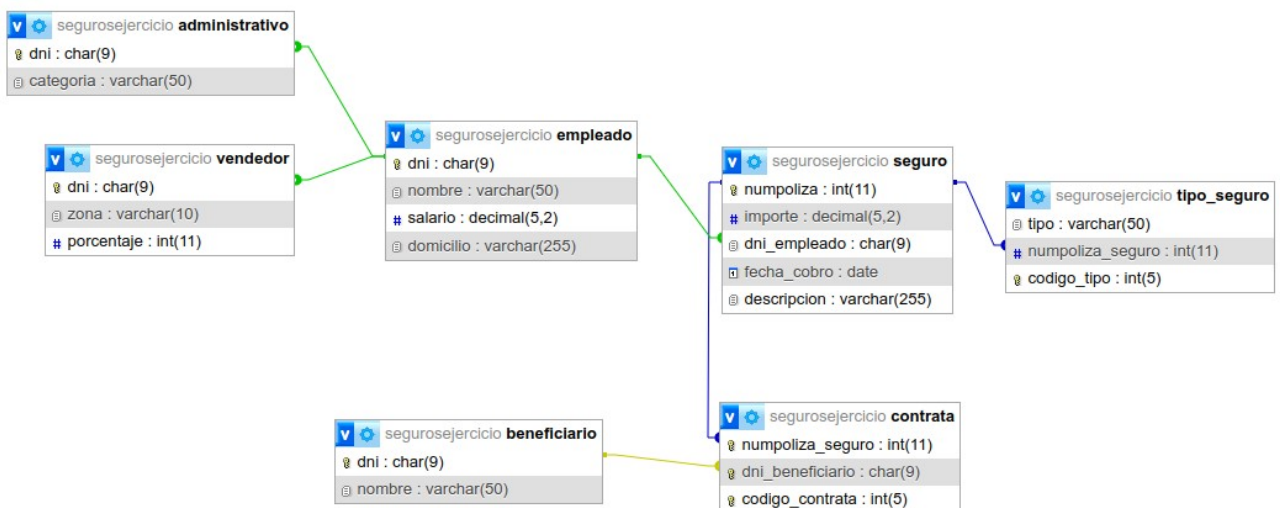 segurosejercicio administrativo
dni : char(9)
categoria : varchar(50)
segurosejercicio vendedor
dni : char(9)
zona : varchar(10)
# porcentaje : int(11)
segurosejercicio empleado
dni : char(9)
nombre : varchar(50)
# salario : decimal(5,2)
domicilio : varchar(255)
segurosejercicio seguro
numpoliza : int(11)
# importe : decimal(5,2)
dni_empleado : char(9)
fecha_cobro : date
descripcion : varchar(255)
segurosejercicio tipo_seguro
tipo : varchar(50)
# numpoliza_seguro : int(11)
codigo_tipo : int(5)
segurosejercicio beneficiario
dni : char(9)
nombre : varchar(50)
segurosejercicio contrata
numpoliza_seguro : int(11)
dni_beneficiario : char(9)
codigo_contrata : int(5)